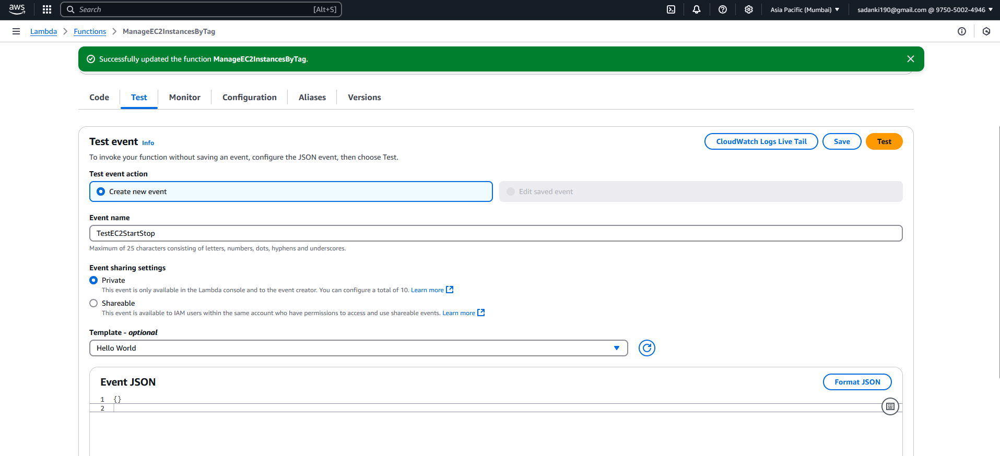 aws
Search [Alt+S] Asia Pacific (Mumbai) sadanki190@gmail.com @ 9750-5002-4946
Lambda Functions ManageEC2InstancesByTag
Successfully updated the function ManageEC2InstancesByTag.
Code Test Monitor Configuration Aliases Versions
Test event Info CloudWatch Logs Live Tail Save Test
To invoke your function without saving an event, configure the JSON event, then choose Test.
Test event action
Create new event Edit saved event
Event name
TestEC2StartStop
Maximum of 25 characters consisting of letters, numbers, dots, hyphens and underscores.
Event sharing settings
Private
This event is only available in the Lambda console and to the event creator. You can configure a total of 10. Learn more
Shareable
This event is available to IAM users within the same account who have permissions to access and use shareable events. Learn more
Template - optional
Hello World
Event JSON Format JSON
1 {}
2